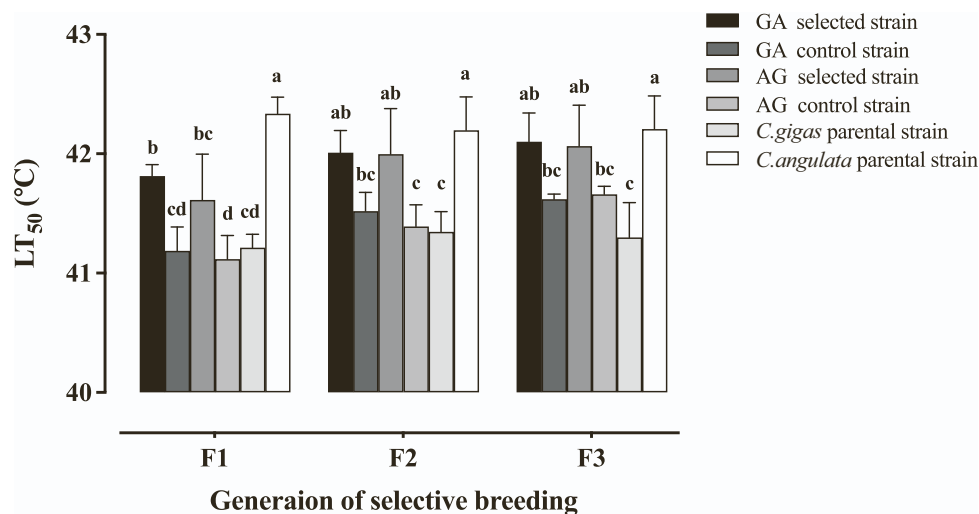 43
42
41
40
LT50 (°C)
a
b
bc
cd
d
cd
a
ab
ab
bc
c
c
a
ab
ab
bc
bc
c
F1
F2
F3
Generaion of selective breeding
GA selected strain
GA control strain
AG selected strain
AG control strain
C.gigas parental strain
C.angulata parental strain